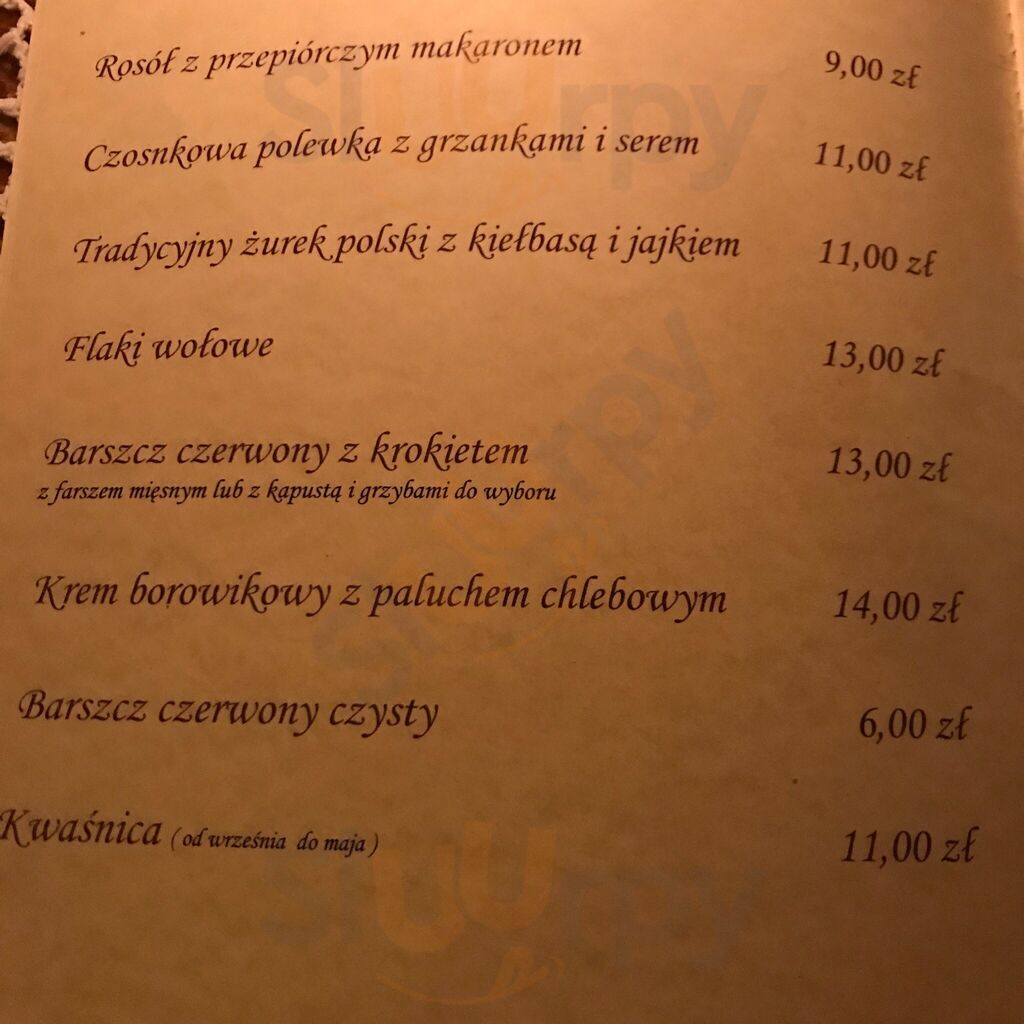 Rosół z przepiórczym makaronem 9,00 zł
Czosnkowa polewka z grzankami i serem 11,00 zł
Tradycyjny żurek polski z kiełbasą i jajkiem 11,00 zł
Flaki wołowe 13,00 zł
Barszcz czerwony z krokietem 13,00 zł
z farszem mięsnym lub z kapustą i grzybami do wyboru
Krem borowikowy z paluchem chlebowym 14,00 zł
Barszcz czerwony czysty 6,00 zł
Kwaśnica ( od września do maja ) 11,00 zł
sluurpy
sluurpy
sluurpy